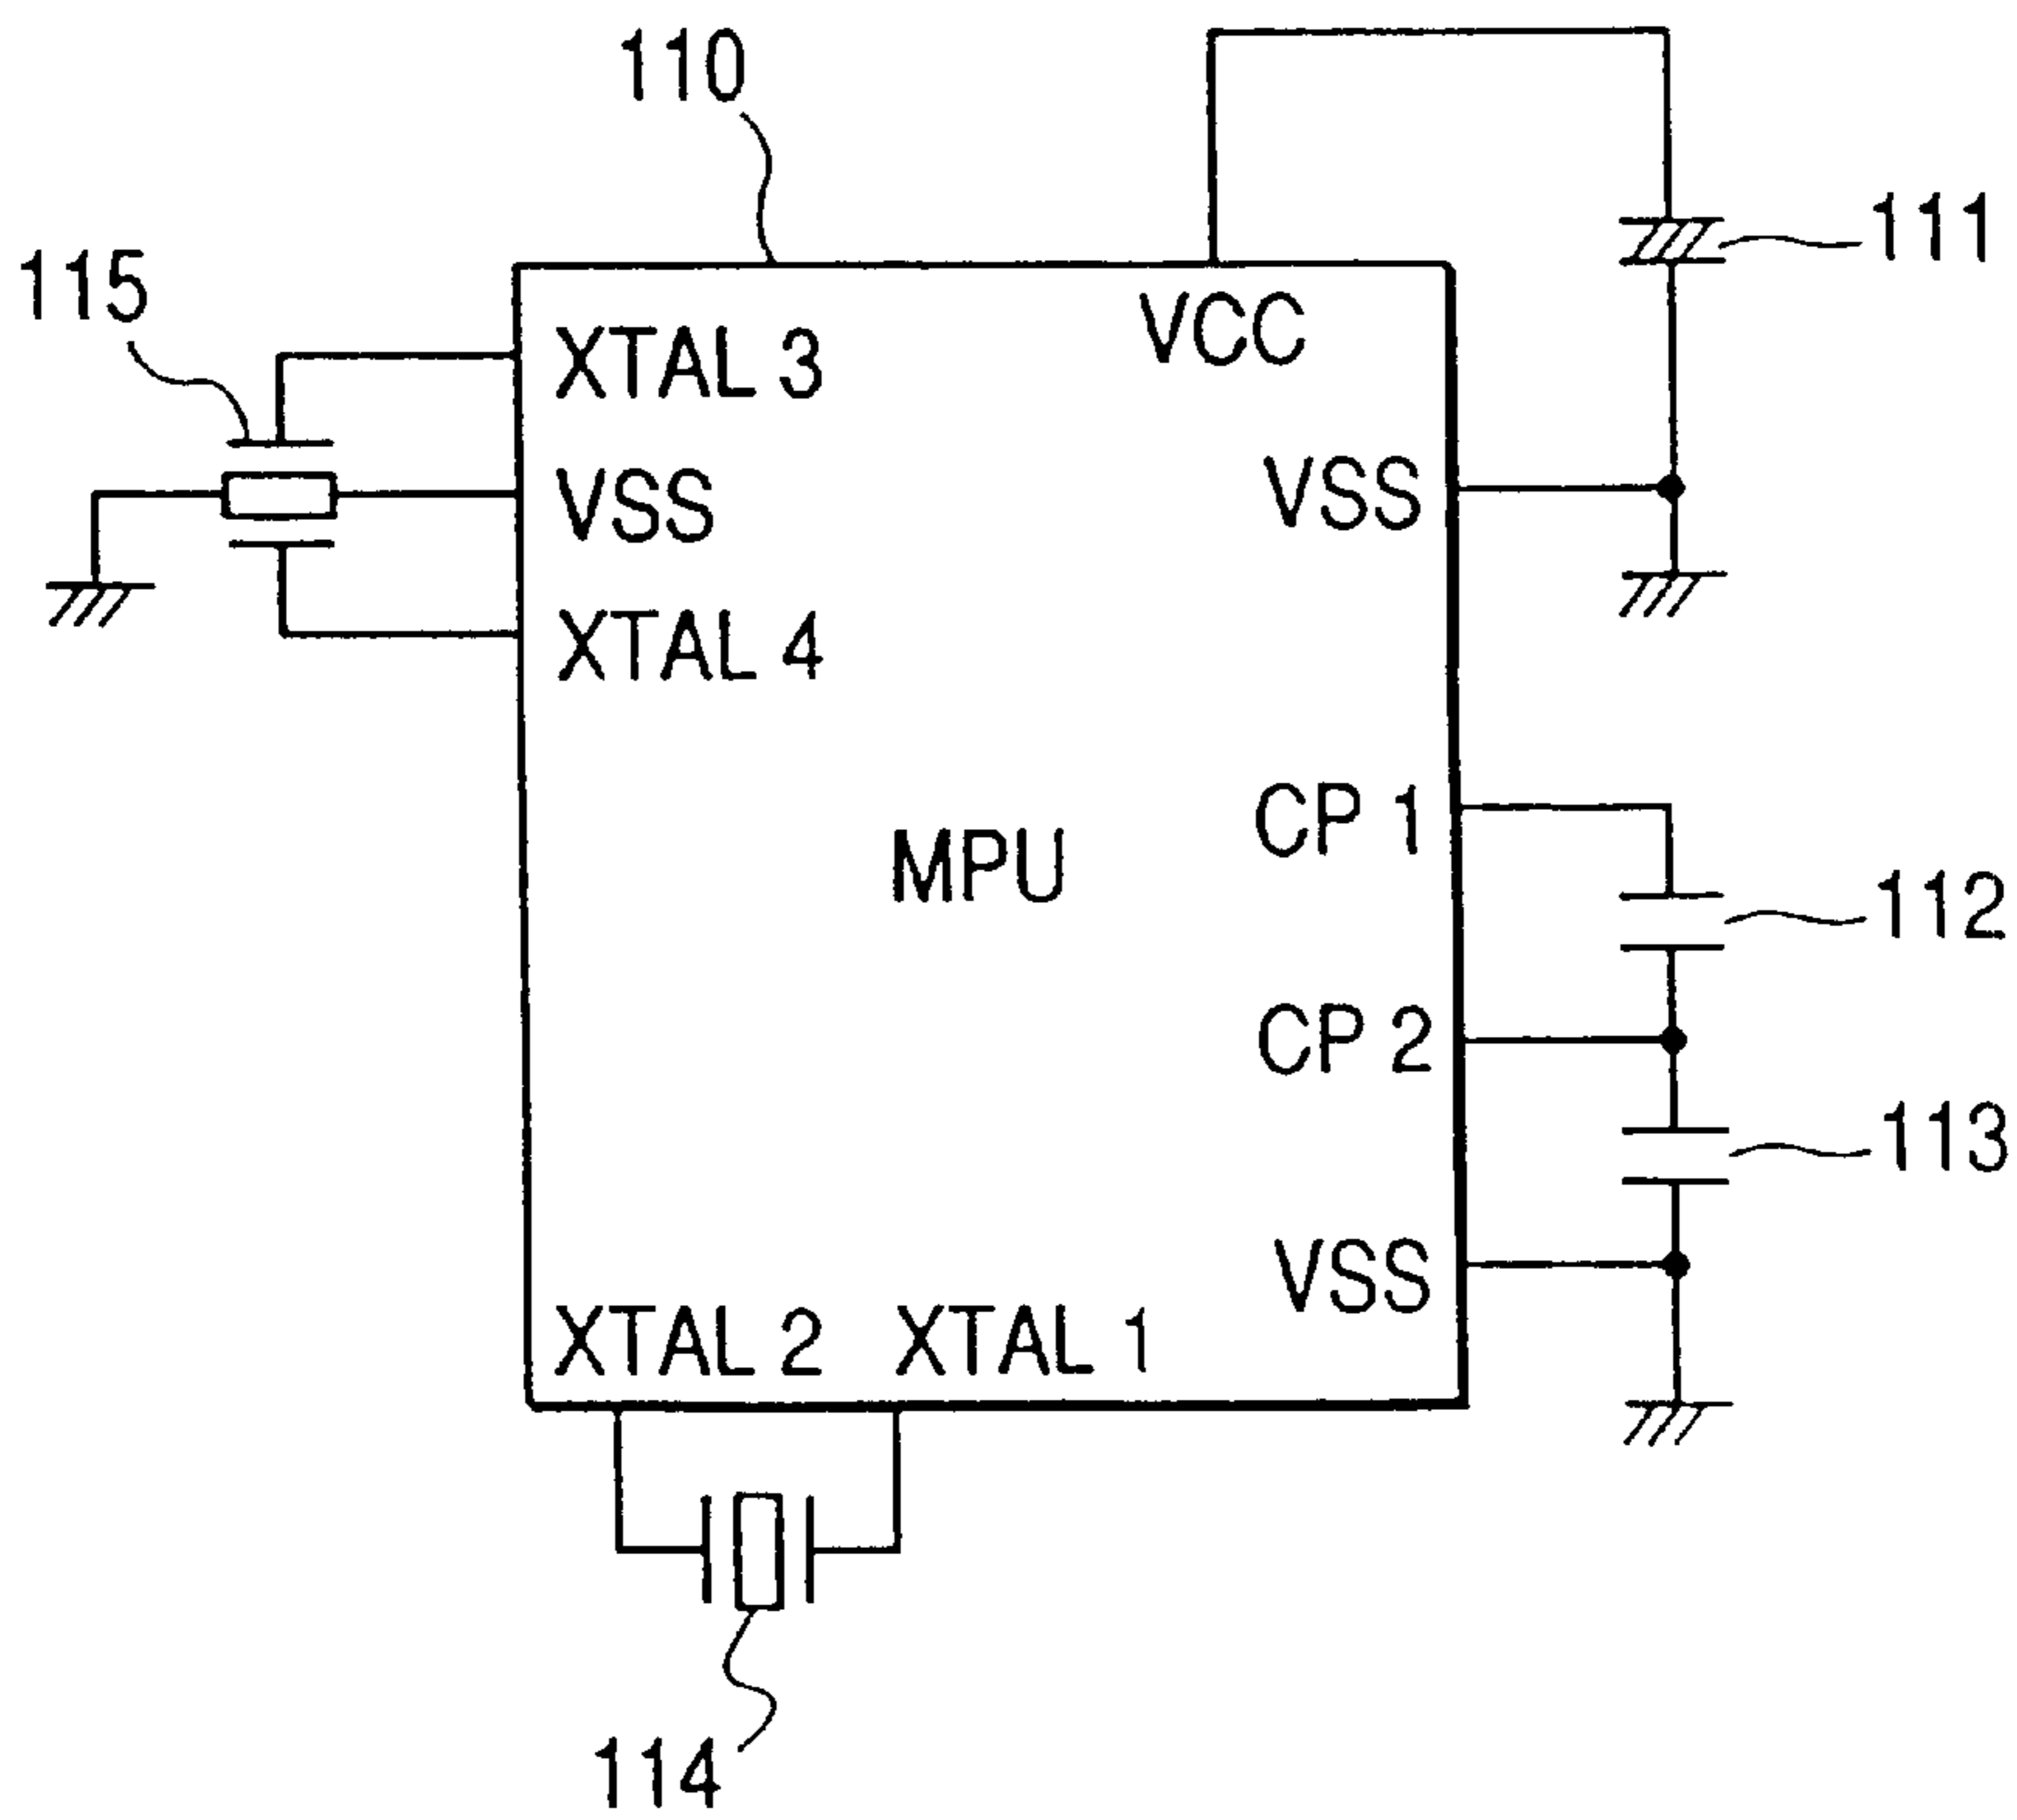 110
111
115
VCC
XTAL 3
VSS
VSS
XTAL 4
CP 1
MPU
112
CP 2
113
VSS
XTAL 2
XTAL 1
114